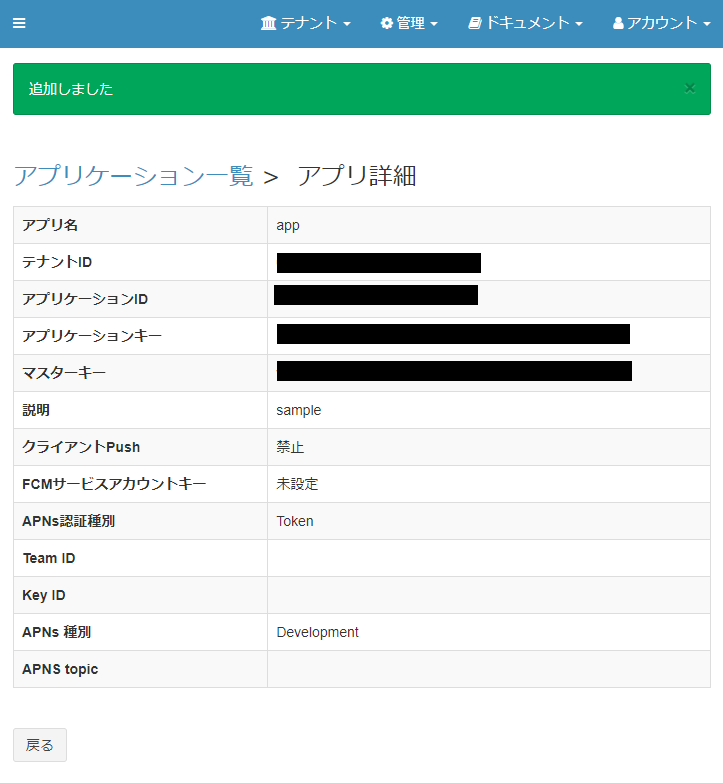 テナント 管理 ドキュメント アカウント
追加しました ×
アプリケーション一覧 > アプリ詳細
アプリ名 app
テナントID
アプリケーションID
アプリケーションキー
マスターキー
説明 sample
クライアントPush 禁止
FCMサービスアカウントキー 未設定
APNs認証種別 Token
Team ID
Key ID
APNs 種別 Development
APNS topic
戻る